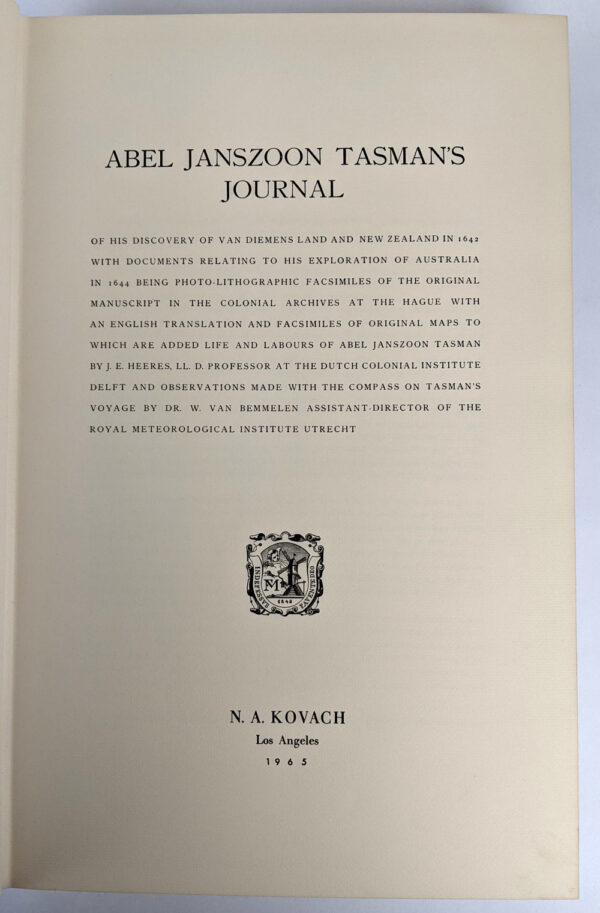 ABEL JANSZOON TASMAN'S
JOURNAL
OF HIS DISCOVERY OF VAN DIEMENS LAND AND NEW ZEALAND IN 1642
WITH DOCUMENTS RELATING TO HIS EXPLORATION OF AUSTRALIA
IN 1644 BEING PHOTO-LITHOGRAPHIC FACSIMILES OF THE ORIGINAL
MANUSCRIPT IN THE COLONIAL ARCHIVES AT THE HAGUE WITH
AN ENGLISH TRANSLATION AND FACSIMILES OF ORIGINAL MAPS TO
WHICH ARE ADDED LIFE AND LABOURS OF ABEL JANSZOON TASMAN
BY J. E. HEERES, LL. D. PROFESSOR AT THE DUTCH COLONIAL INSTITUTE
DELFT AND OBSERVATIONS MADE WITH THE COMPASS ON TASMAN'S
VOYAGE BY DR. W. VAN BEMMELEN ASSISTANT-DIRECTOR OF THE
ROYAL METEOROLOGICAL INSTITUTE UTRECHT
N. A. KOVACH
Los Angeles
1965